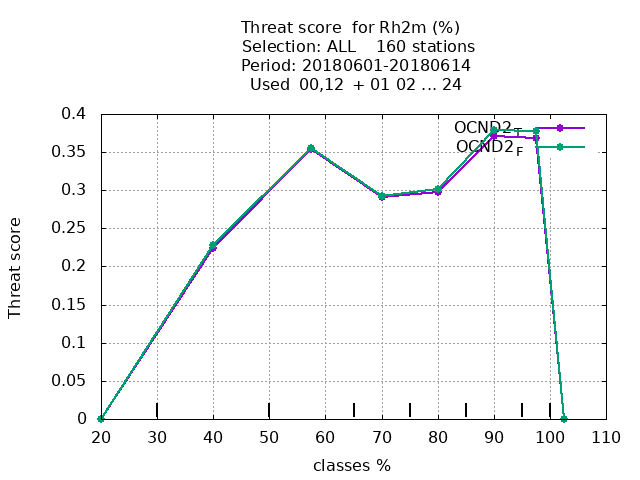 Threat score for Rh2m (%)
Selection: ALL 160 stations
Period: 20180601-20180614
Used 00,12 + 01 02 ... 24
0.4
0.35
0.3
0.25
0.2
0.15
0.1
0.05
0
Threat score
OCND2T
OCND2F
20 30 40 50 60 70 80 90 100 110
classes %